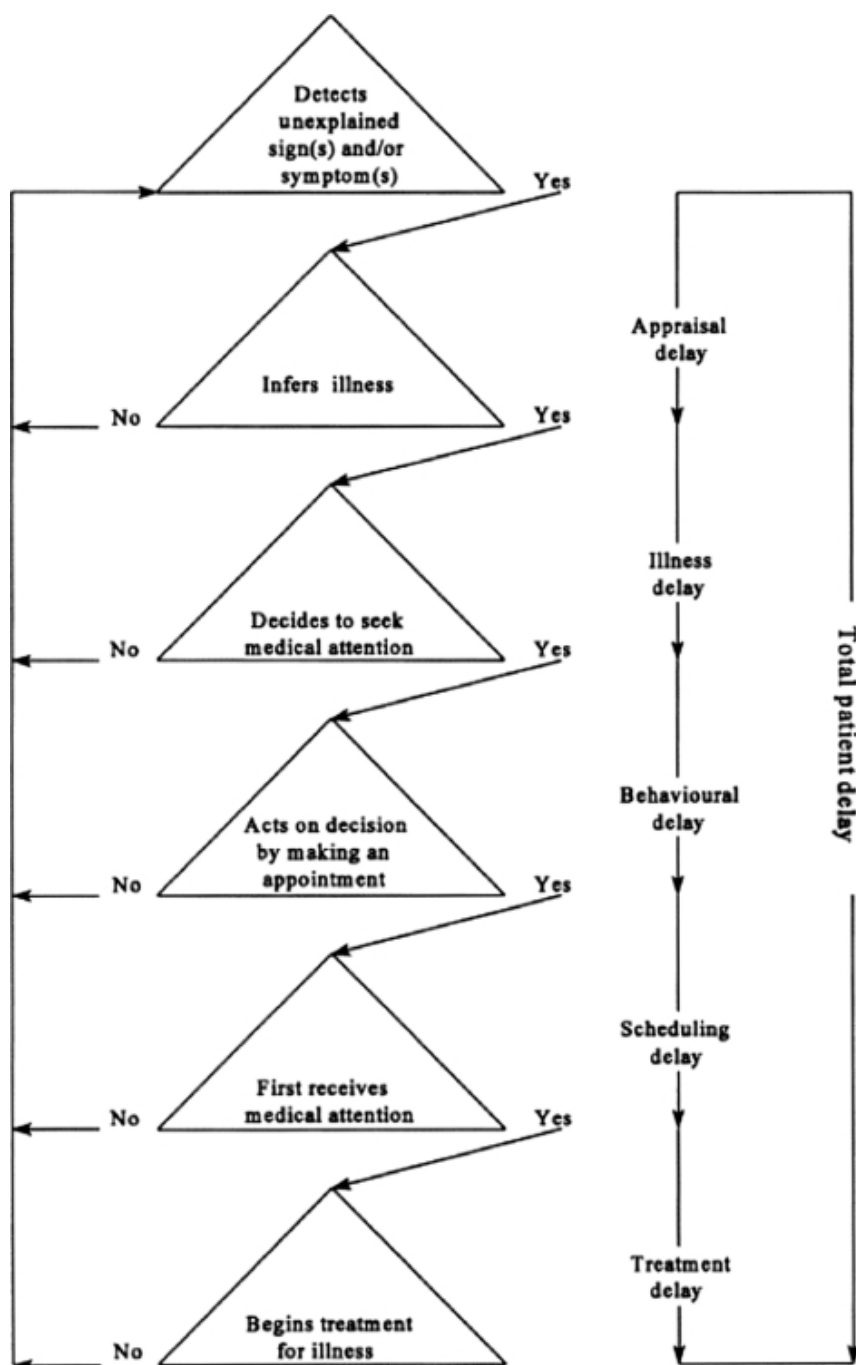 Detects
unexplained
sign(s) and/or
symptom(s)
Yes
Appraisal
delay
Infers illness
No
Yes
Illness
delay
Decides to seek
medical attention
No
Yes
Total patient delay
Behavioural
delay
Acts on decision
by making an
appointment
No
Yes
Scheduling
delay
First receives
medical attention
No
Yes
Treatment
delay
Begins treatment
for illness
No